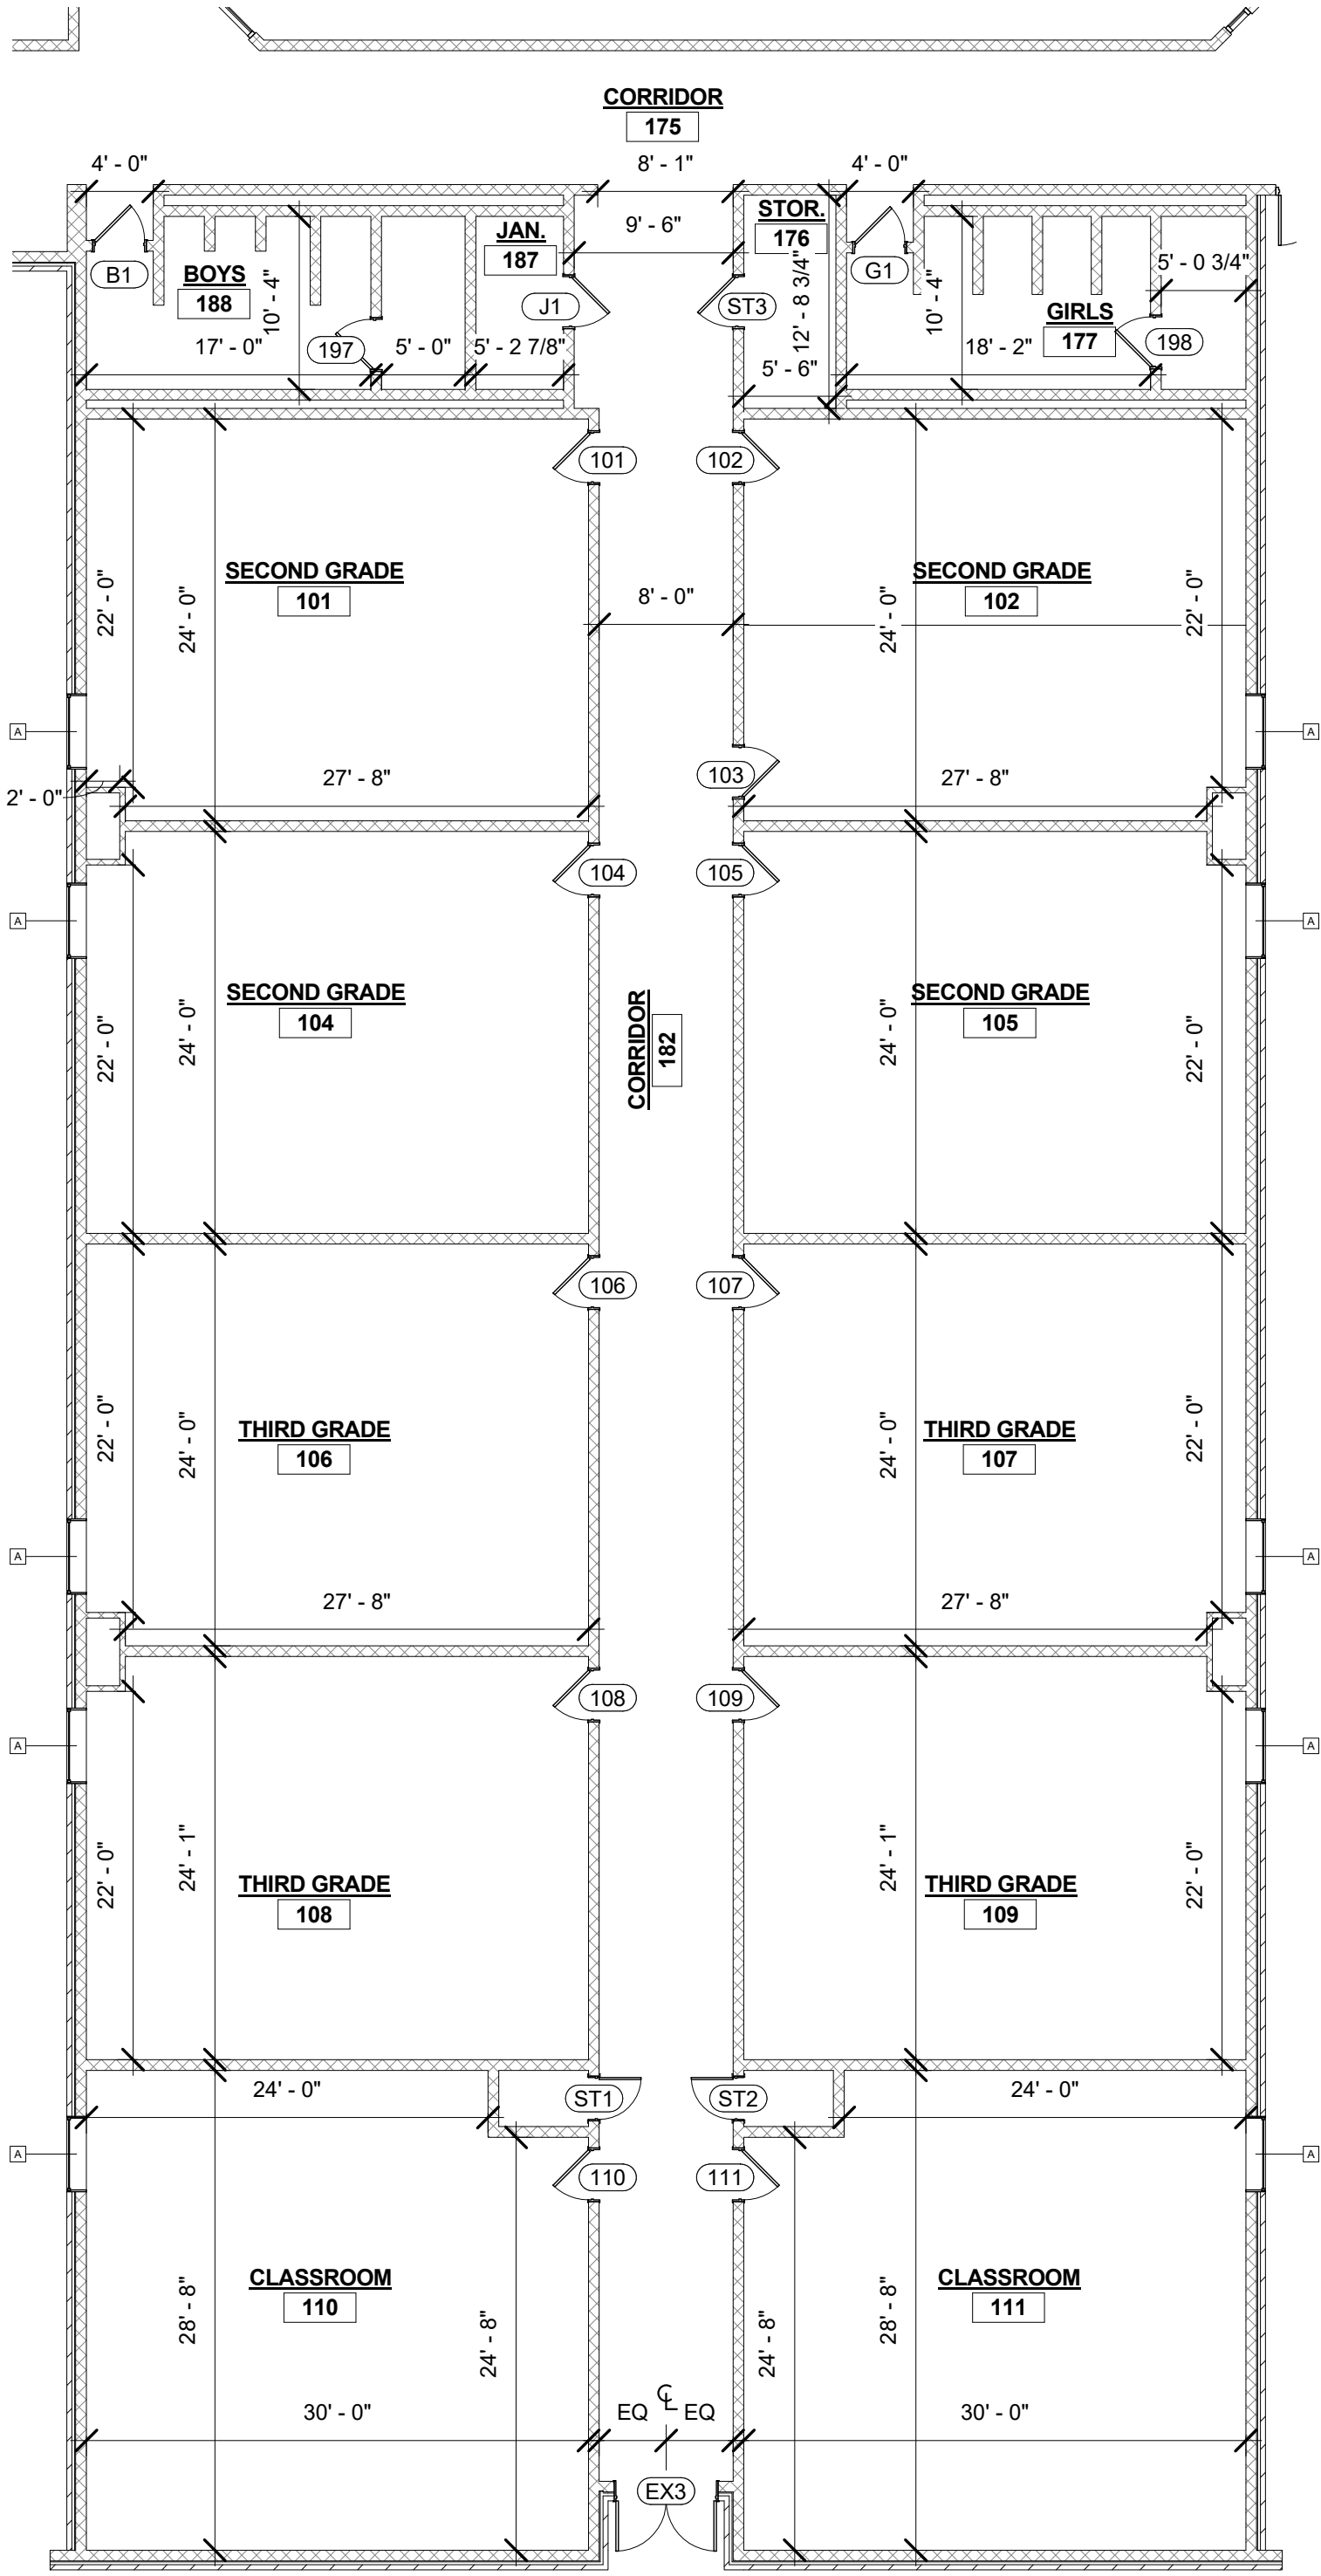 CORRIDOR
175
4' - 0"
8' - 1"
4' - 0"
9' - 6"
STOR.
176
JAN.
187
B1
BOYS
188
10' - 4"
J1
ST3
12' - 8 3/4"
G1
10' - 4"
5' - 0 3/4"
GIRLS
177
17' - 0"
197
5' - 0"
5' - 2 7/8"
5' - 6"
18' - 2"
198
101
102
SECOND GRADE
101
SECOND GRADE
102
22' - 0"
24' - 0"
8' - 0"
24' - 0"
22' - 0"
A
A
2' - 0"
27' - 8"
103
27' - 8"
104
105
A
A
SECOND GRADE
104
SECOND GRADE
105
22' - 0"
24' - 0"
CORRIDOR
182
24' - 0"
22' - 0"
106
107
THIRD GRADE
106
THIRD GRADE
107
22' - 0"
24' - 0"
24' - 0"
22' - 0"
A
A
27' - 8"
27' - 8"
108
109
A
A
22' - 0"
24' - 1"
24' - 1"
22' - 0"
THIRD GRADE
108
THIRD GRADE
109
24' - 0"
ST1
ST2
24' - 0"
A
A
110
111
CLASSROOM
110
CLASSROOM
111
28' - 8"
24' - 8"
24' - 8"
28' - 8"
30' - 0"
EQ
CL
EQ
30' - 0"
EX3